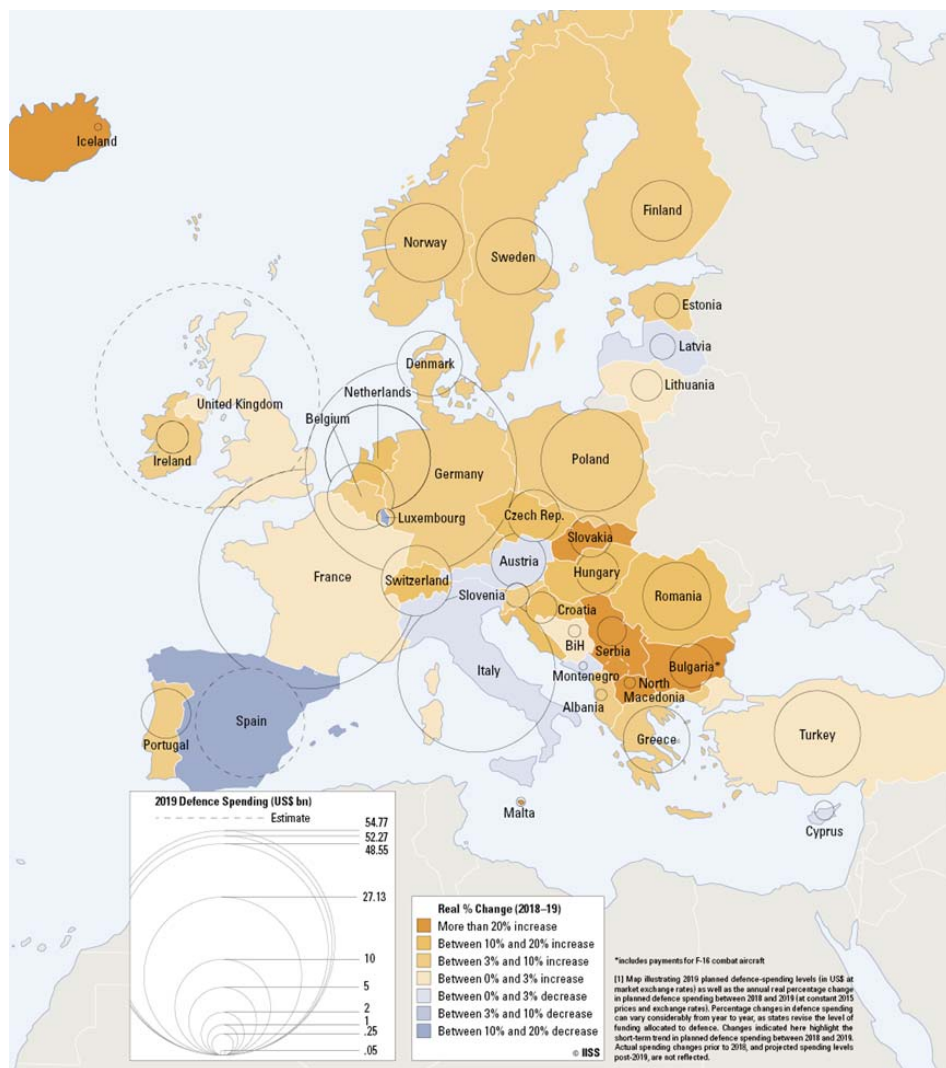 Iceland
Norway
Sweden
Finland
Estonia
Latvia
Lithuania
Denmark
Netherlands
Belgium
United Kingdom
Ireland
Germany
Poland
Luxembourg
Czech Rep.
Slovakia
France
Switzerland
Austria
Hungary
Slovenia
Romania
Croatia
BiH
Serbia
Italy
Montenegro
Bulgaria*
North
Macedonia
Albania
Spain
Portugal
Greece
Turkey
Malta
Cyprus
2019 Defence Spending (US$ bn)
Estimate
54.77
52.27
48.55
27.13
10
5
2
1
.25
.05
Real % Change (2018–19)
More than 20% increase
Between 10% and 20% increase
Between 3% and 10% increase
Between 0% and 3% increase
Between 0% and 3% decrease
Between 3% and 10% decrease
Between 10% and 20% decrease
© IISS
*includes payments for F-16 combat aircraft
[1] Map illustrating 2019 planned defence-spending levels (in US$ at
market exchange rates) as well as the annual real percentage change
in planned defence spending between 2018 and 2019 (at constant 2015
prices and exchange rates). Percentage changes in defence spending
can vary considerably from year to year, as states revise the level of
funding allocated to defence. Changes indicated here highlight the
short-term trend in planned defence spending between 2018 and 2019.
Actual spending changes prior to 2018, and projected spending levels
post-2019, are not reflected.